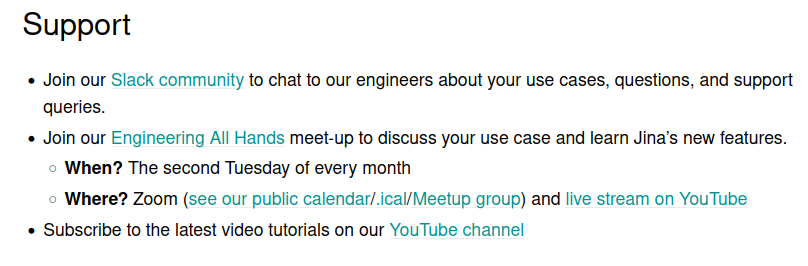 Support
• Join our Slack community to chat to our engineers about your use cases, questions, and support
queries.
• Join our Engineering All Hands meet-up to discuss your use case and learn Jina’s new features.
◦ When? The second Tuesday of every month
◦ Where? Zoom (see our public calendar/.ical/Meetup group) and live stream on YouTube
• Subscribe to the latest video tutorials on our YouTube channel